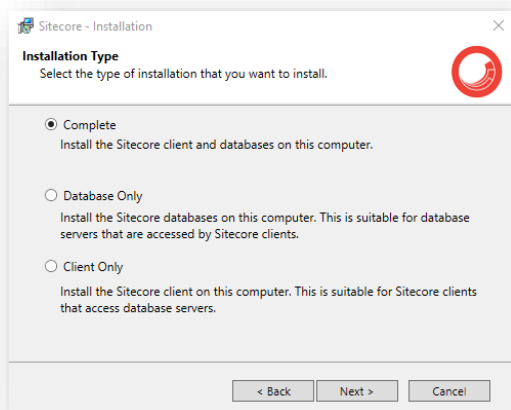 Sitecore - Installation
Installation Type
Select the type of installation that you want to install.
Complete
Install the Sitecore client and databases on this computer.
Database Only
Install the Sitecore databases on this computer. This is suitable for database
servers that are accessed by Sitecore clients.
Client Only
Install the Sitecore client on this computer. This is suitable for Sitecore clients
that access database servers.
< Back Next > Cancel